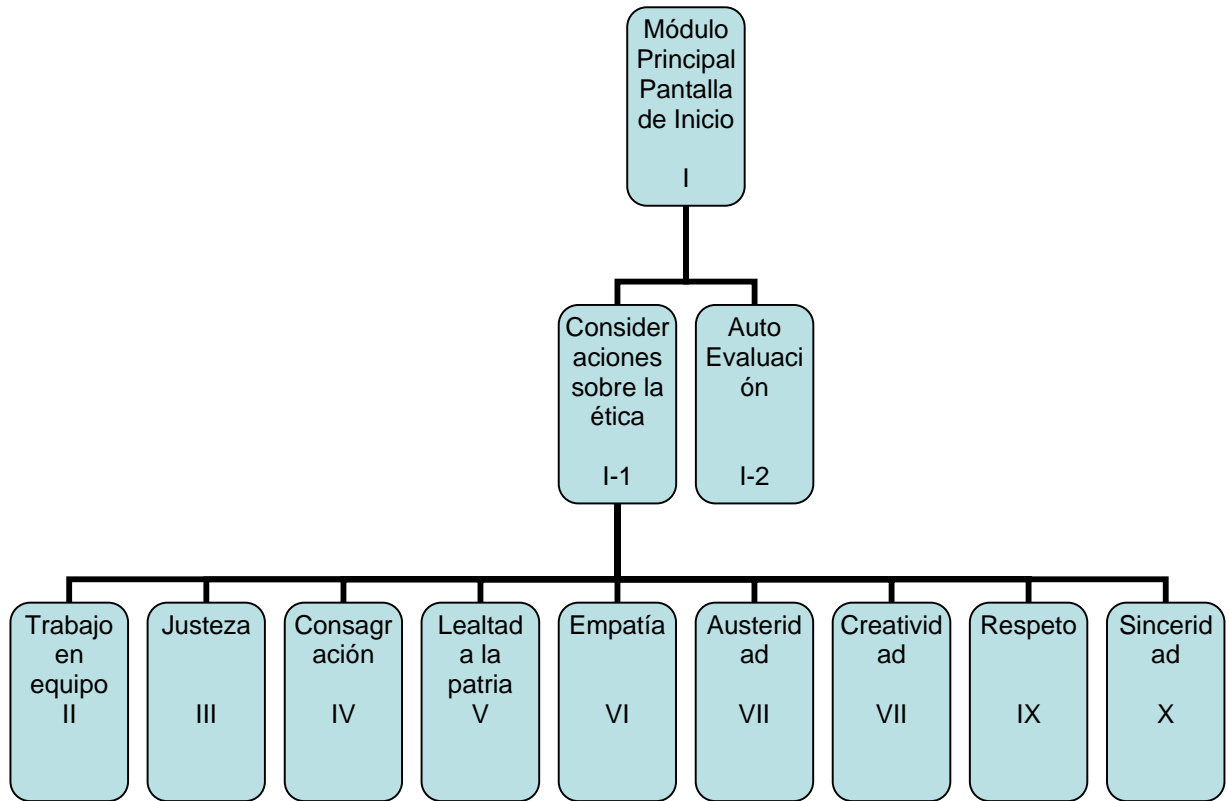 Módulo
Principal
Pantalla
de Inicio
I
Consider
aciones
sobre la
ética
I-1
Auto
Evaluaci
ón
I-2
Trabajo
en
equipo
II
Justeza
III
Consagr
ación
IV
Lealtad
a la
patria
V
Empatía
VI
Austerid
ad
VII
Creativid
ad
VII
Respeto
IX
Sincerid
ad
X